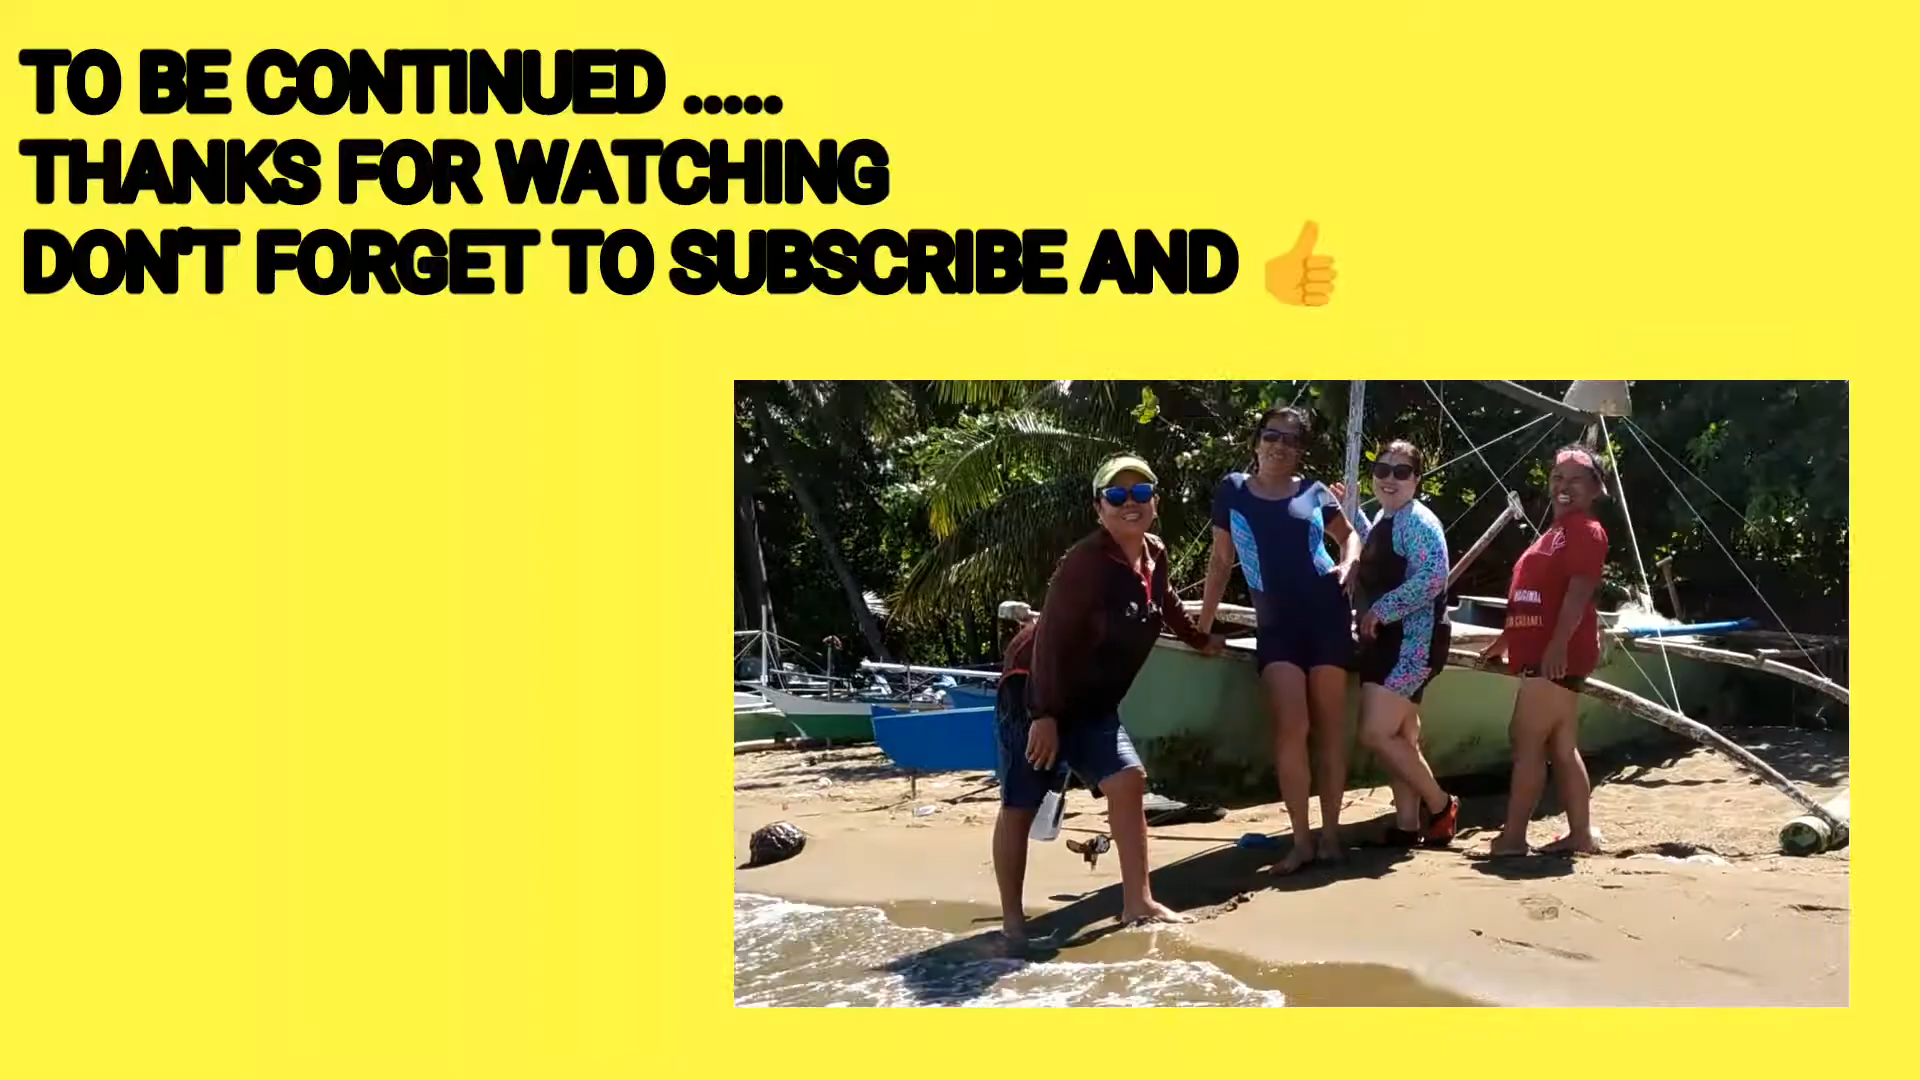 TO BE CONTINUED .....
THANKS FOR WATCHING
DON'T FORGET TO SUBSCRIBE AND 👍